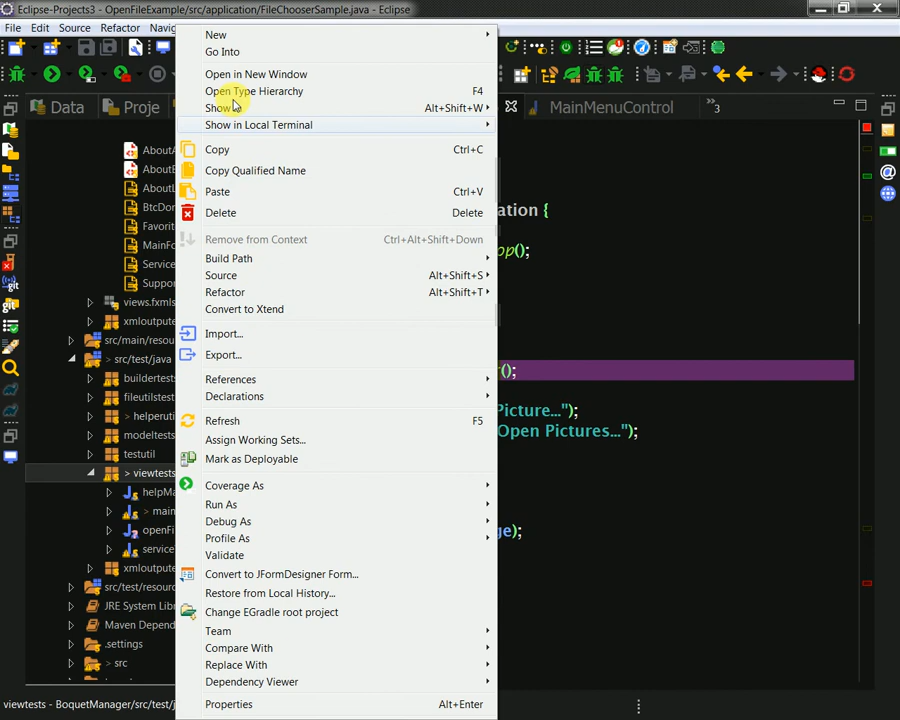 Eclipse-Projects3 - OpenFileExample/src/application/FileChooserSample.java - Eclipse
File Edit Source Refactor Navig
Data Proje MainMenuControl »3
New
Go Into
Open in New Window
Open Type Hierarchy F4
Show Alt+Shift+W
Show in Local Terminal
Copy Ctrl+C
Copy Qualified Name
Paste Ctrl+V
Delete Delete
Remove from Context Ctrl+Alt+Shift+Down
Build Path
Source Alt+Shift+S
Refactor Alt+Shift+T
Convert to Xtend
Import...
Export...
References
Declarations
Refresh F5
Assign Working Sets...
Mark as Deployable
Coverage As
Run As
Debug As
Profile As
Validate
Convert to JFormDesigner Form...
Restore from Local History...
Change EGradle root project
Team
Compare With
Replace With
Dependency Viewer
Properties Alt+Enter
AboutA
AboutB
AboutL
BtcDor
Favorit
MainFo
Service
Suppor
views.fxmls
xmloutpute
src/main/resou
src/test/java
buildertests
fileutilstest
> helperuti
modeltests
testutil
> viewtests
helpMa
> main
openFi
service
xmloutpute
src/test/resour
JRE System Libr
Maven Depend
.settings
> src
ation {
op();
();
Picture...");
Open Pictures...");
ge);
viewtests - BoquetManager/src/test/j